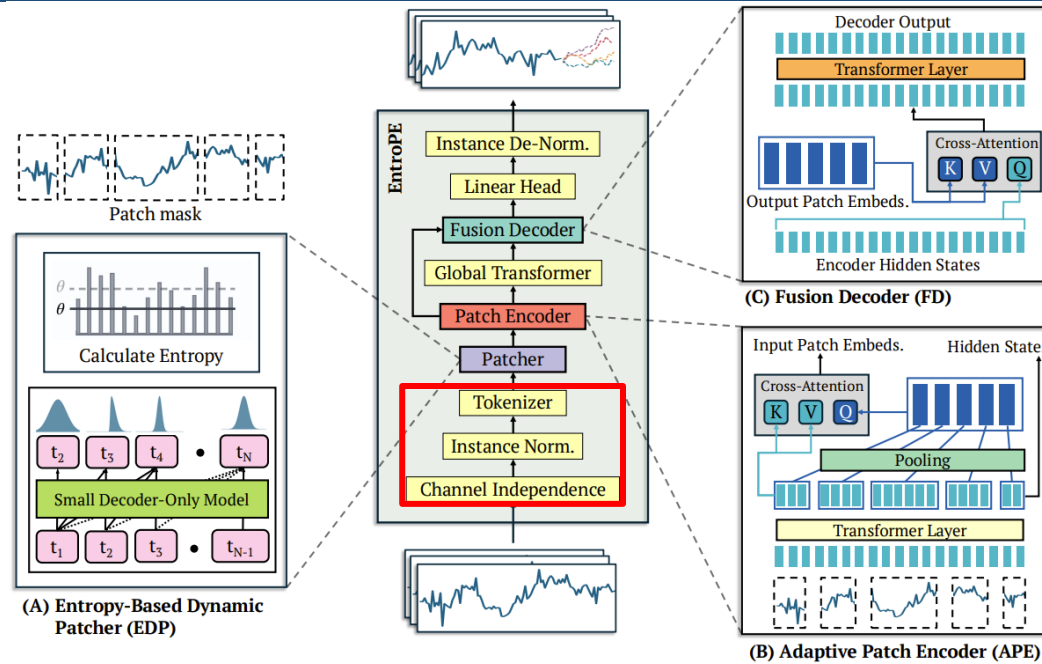 Patch mask
θ
θ
Calculate Entropy
t₂ t₃ t₄ • t_N
Small Decoder-Only Model
t₁ t₂ t₃ • t_N-1
(A) Entropy-Based Dynamic
Patcher (EDP)
EntroPE
Instance De-Norm.
Linear Head
Fusion Decoder
Global Transformer
Patch Encoder
Patcher
Tokenizer
Instance Norm.
Channel Independence
Decoder Output
Transformer Layer
Cross-Attention
K V Q
Output Patch Embeds.
Encoder Hidden States
(C) Fusion Decoder (FD)
Input Patch Embeds.
Hidden State
Cross-Attention
K V Q
Pooling
Transformer Layer
(B) Adaptive Patch Encoder (APE)